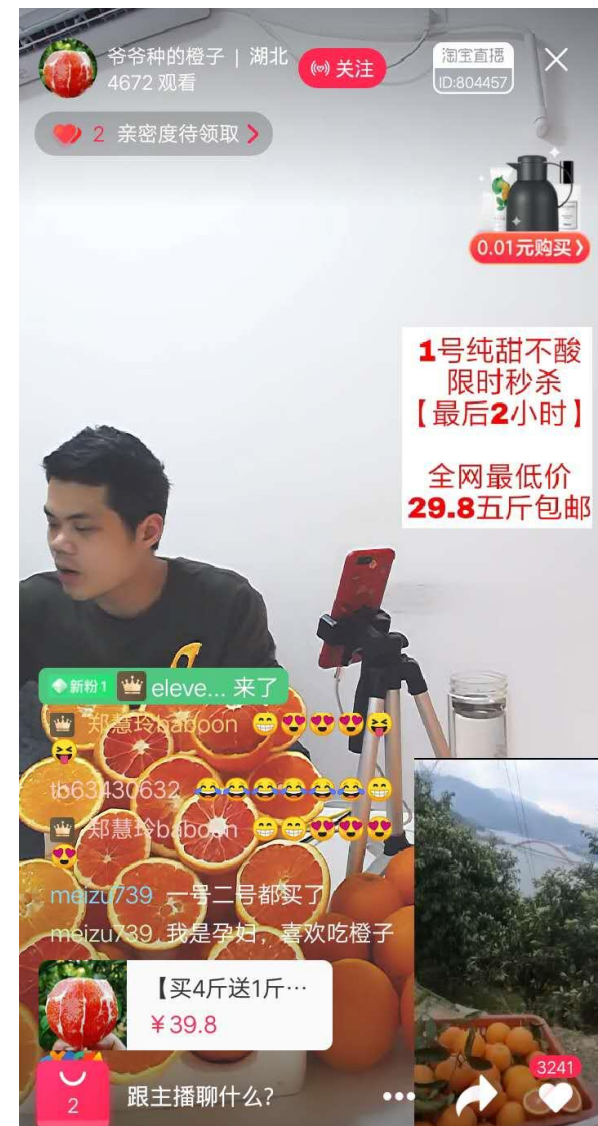 爷爷种的橙子 | 湖北
4672 观看
关注
淘宝直播
ID:804457
2 亲密度待领取
0.01元购买
1号纯甜不酸
限时秒杀
【最后2小时】
全网最低价
29.8五斤包邮
新粉1 eleve... 来了
郑慧玲baboon 😁😍😍😍😝
😝
tb63430632 😂😂😂😂😂😂😁
郑慧玲baboon 😁😁😍😍😍
😍
meizu739 一号二号都买了
meizu739 我是孕妇，喜欢吃橙子
【买4斤送1斤…
￥39.8
2
跟主播聊什么?
3241